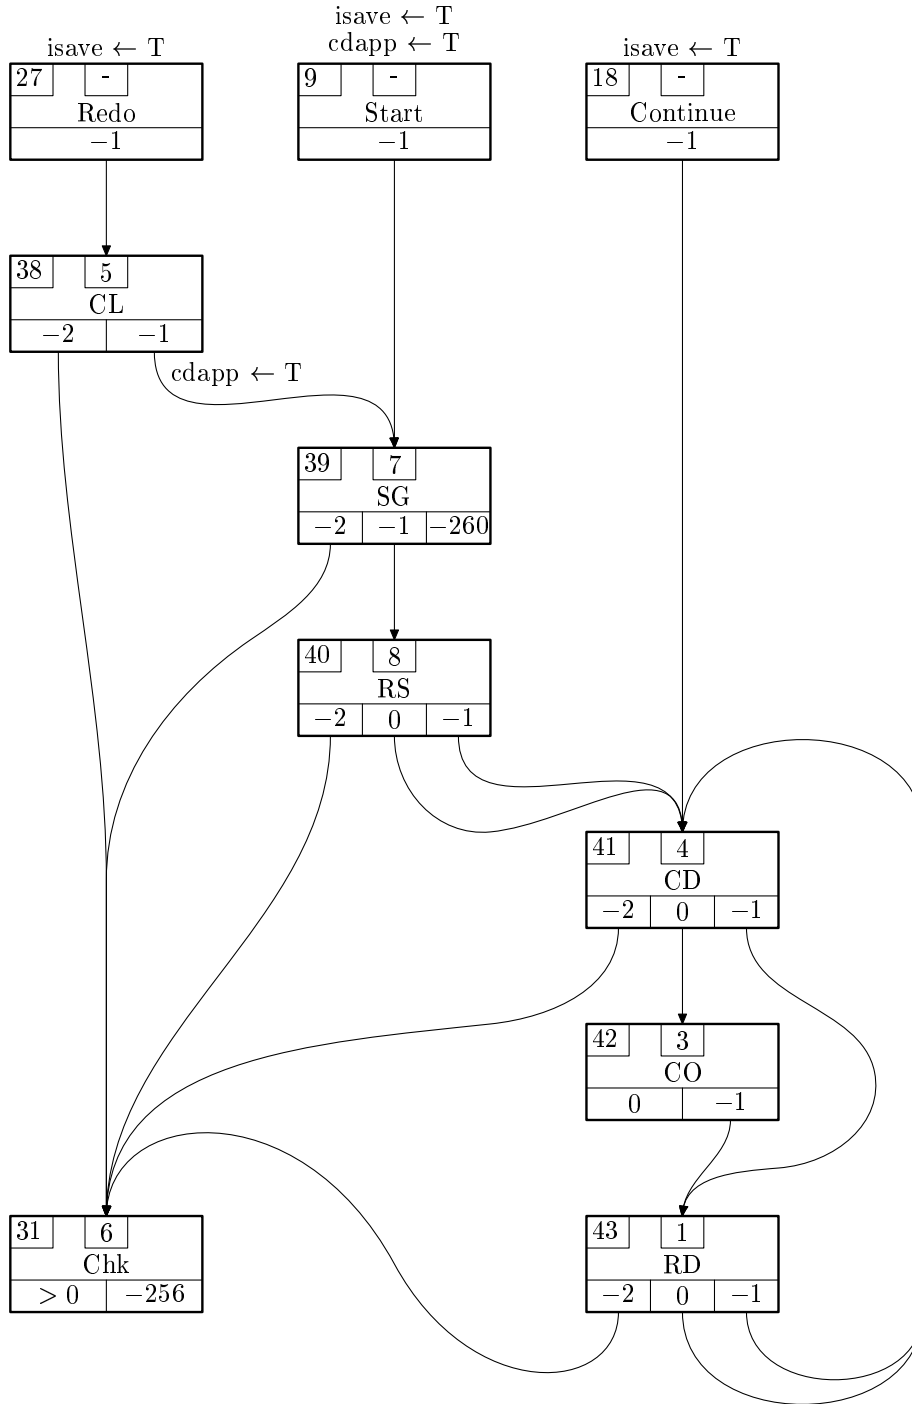 isave ← T
cdapp ← T
isave ← T
isave ← T
27 -
Redo
−1
9 -
Start
−1
18 -
Continue
−1
38 5
CL
−2 −1
cdapp ← T
39 7
SG
−2 −1 −260
40 8
RS
−2 0 −1
41 4
CD
−2 0 −1
42 3
CO
0 −1
31 6
Chk
> 0 −256
43 1
RD
−2 0 −1